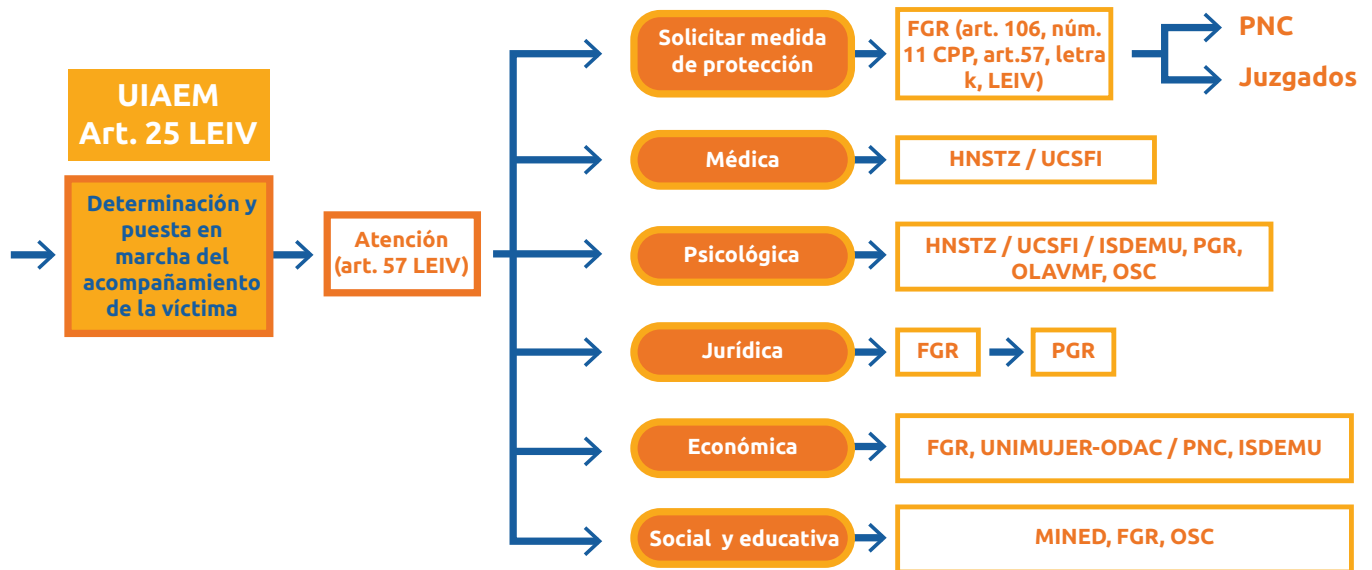 UIAEM
Art. 25 LEIV
Determinación y
puesta en
marcha del
acompañamiento
de la víctima
Atención
(art. 57 LEIV)
Solicitar medida
de protección
FGR (art. 106, núm.
11 CPP, art.57, letra
k, LEIV)
PNC
Juzgados
Médica
HNSTZ / UCSFI
Psicológica
HNSTZ / UCSFI / ISDEMU, PGR,
OLAVMF, OSC
Jurídica
FGR
PGR
Económica
FGR, UNIMUJER-ODAC / PNC, ISDEMU
Social y educativa
MINED, FGR, OSC